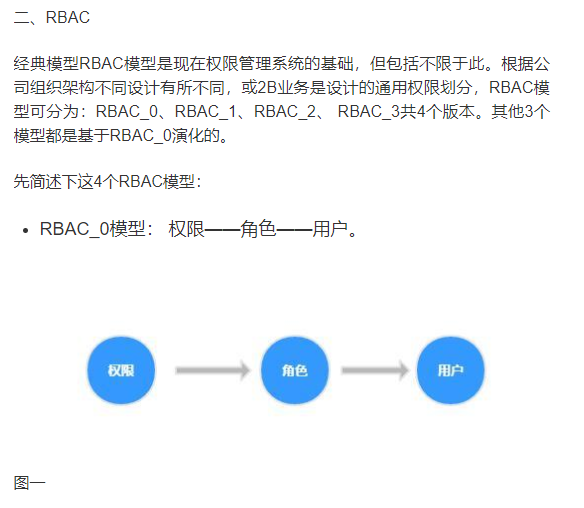 二、RBAC
经典模型RBAC模型是现在权限管理系统的基础，但包括不限于此。根据公
司组织架构不同设计有所不同，或2B业务是设计的通用权限划分，RBAC模
型可分为：RBAC_0、RBAC_1、RBAC_2、 RBAC_3共4个版本。其他3个
模型都是基于RBAC_0演化的。
先简述下这4个RBAC模型：
• RBAC_0模型： 权限——角色——用户。
权限 角色 用户
图一